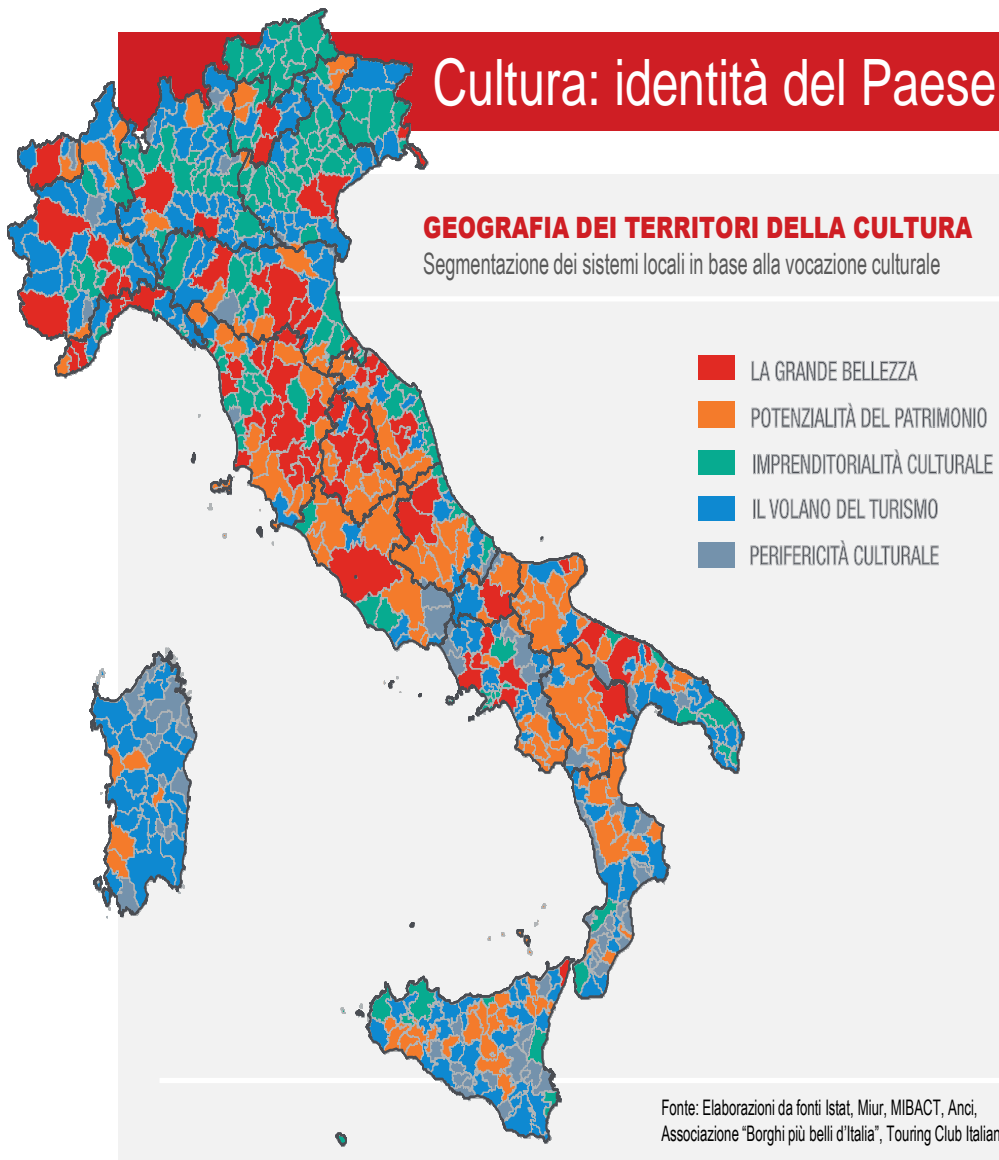 Cultura: identità del Paese
GEOGRAFIA DEI TERRITORI DELLA CULTURA
Segmentazione dei sistemi locali in base alla vocazione culturale
LA GRANDE BELLEZZA
POTENZIALITÀ DEL PATRIMONIO
IMPRENDITORIALITÀ CULTURALE
IL VOLANO DEL TURISMO
PERIFERICITÀ CULTURALE
Fonte: Elaborazioni da fonti Istat, Miur, MIBACT, Anci,
Associazione “Borghi più belli d’Italia”, Touring Club Italian